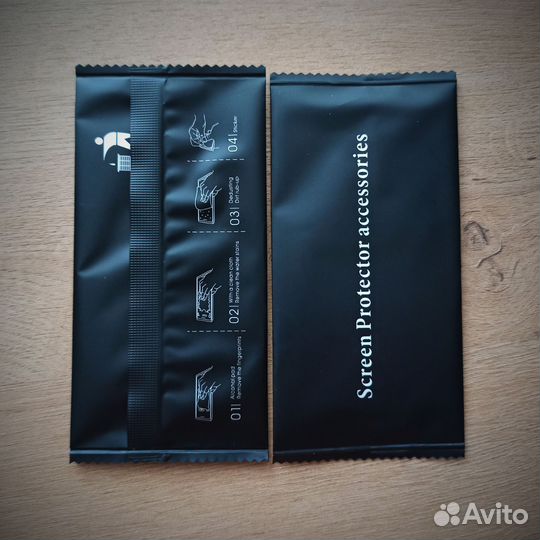 01 Alcohol pad
Remove the fingerprints
02 With a clean cloth
Remove the water stains
03 Dedusting
Dirt rub-up
04 Sticker
Screen Protector accessories
Avito